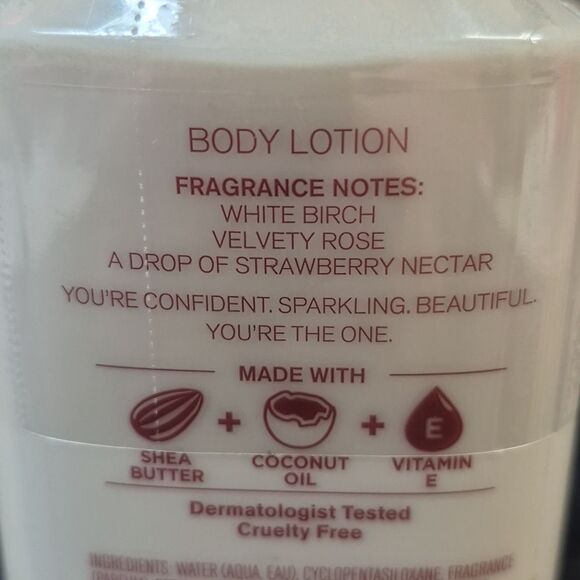 BODY LOTION
FRAGRANCE NOTES:
WHITE BIRCH
VELVETY ROSE
A DROP OF STRAWBERRY NECTAR
YOU'RE CONFIDENT. SPARKLING. BEAUTIFUL.
YOU'RE THE ONE.
MADE WITH
+ + E
SHEA BUTTER
COCONUT OIL
VITAMIN E
Dermatologist Tested
Cruelty Free
INGREDIENTS: WATER (AQUA, EAU), CYCLOPENTASILOXANE, FRAGRANCE